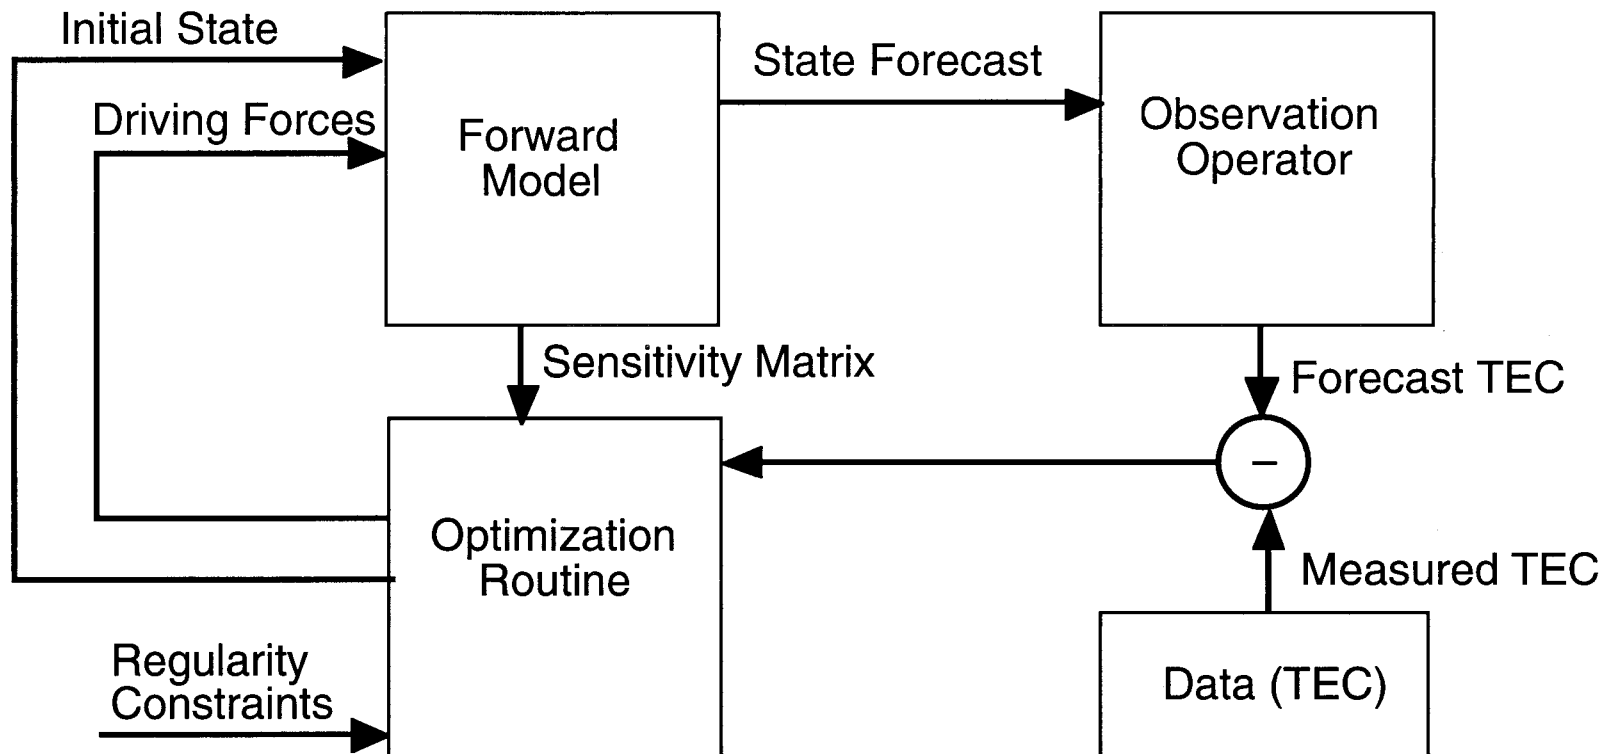 Initial State
State Forecast
Driving Forces
Forward
Model
Observation
Operator
Sensitivity Matrix
Forecast TEC
–
Optimization
Routine
Measured TEC
Regularity
Constraints
Data (TEC)